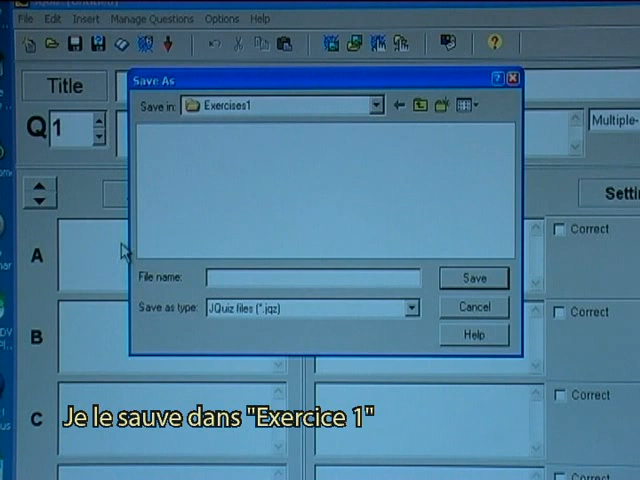 File Edit Insert Manage Questions Options Help
Title
Save As
Save in: Exercises1
Q 1
Multiple-
A
Correct
File name:
Save
Save as type: JQuiz files (*.jqz)
Cancel
Help
B
Correct
C
Correct
Je le sauve dans "Exercice 1"
Correct